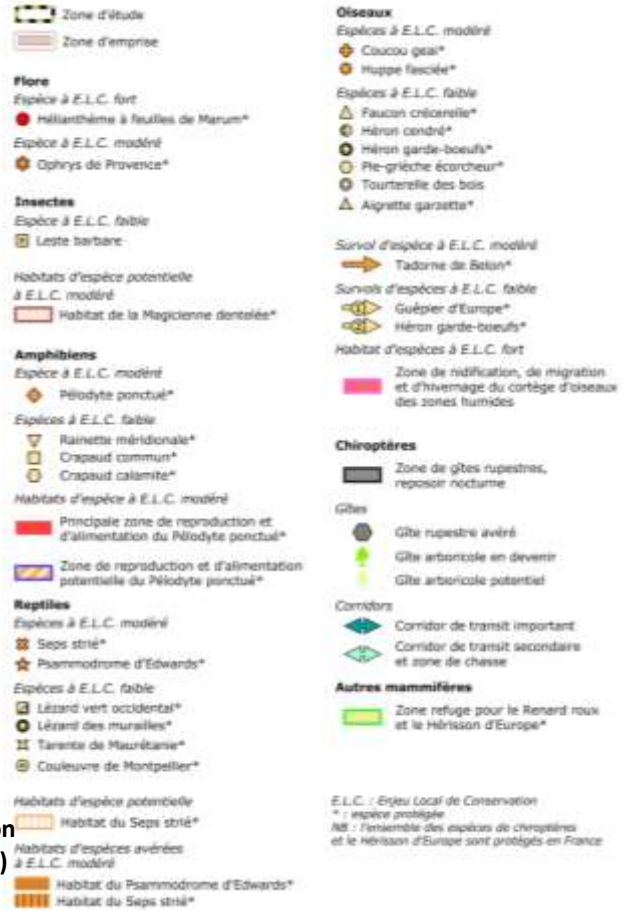 Zone d'étude
Zone d'emprise
Flore
Espèce à E.L.C. fort
Hélianthème à feuilles de Marum*
Espèce à E.L.C. modéré
Ophrys de Provence*
Insectes
Espèce à E.L.C. faible
Leste barbare
Habitats d'espèce potentielle
à E.L.C. modéré
Habitat de la Magicienne dentelée*
Amphibiens
Espèce à E.L.C. modéré
Pélodyte ponctué*
Espèces à E.L.C. faible
Rainette méridionale*
Crapaud commun*
Crapaud calamite*
Habitats d'espèce à E.L.C. modéré
Principale zone de reproduction et
d'alimentation du Pélodyte ponctué*
Zone de reproduction et d'alimentation
potentielle du Pélodyte ponctué*
Reptiles
Espèces à E.L.C. modéré
Seps strié*
Psammodrome d'Edwards*
Espèces à E.L.C. faible
Lézard vert occidental*
Lézard des murailles*
Tarente de Maurétanie*
Couleuvre de Montpellier*
Habitats d'espèce potentielle
on
Habitat du Seps strié*
)
Habitats d'espèces avérées
à E.L.C. modéré
Habitat du Psammodrome d'Edwards*
Habitat du Seps strié*
Oiseaux
Espèces à E.L.C. modéré
Coucou geai*
Huppe fasciée*
Espèces à E.L.C. faible
Faucon crécerelle*
Héron cendré*
Héron garde-boeufs*
Pie-grièche écorcheur*
Tourterelle des bois
Aigrette garzette*
Survol d'espèce à E.L.C. modéré
Tadorne de Belon*
Survols d'espèces à E.L.C. faible
1 Guêpier d'Europe*
2 Héron garde-boeufs*
Habitat d'espèces à E.L.C. fort
Zone de nidification, de migration
et d'hivernage du cortège d'oiseaux
des zones humides
Chiroptères
Zone de gîtes rupestres,
reposoir nocturne
Gîtes
Gîte rupestre avéré
Gîte arboricole en devenir
Gîte arboricole potentiel
Corridors
Corridor de transit important
Corridor de transit secondaire
et zone de chasse
Autres mammifères
Zone refuge pour le Renard roux
et le Hérisson d'Europe*
E.L.C. : Enjeu Local de Conservation
* : espèce protégée
NB : l'ensemble des espèces de chiroptères
et le Hérisson d'Europe sont protégés en France